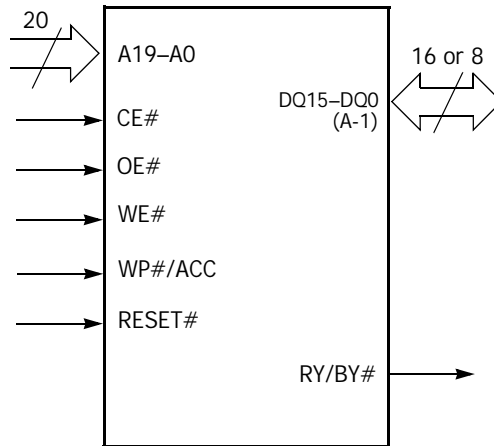 20
A19–A0
16 or 8
DQ15–DQ0
(A-1)
CE#
OE#
WE#
WP#/ACC
RESET#
RY/BY#